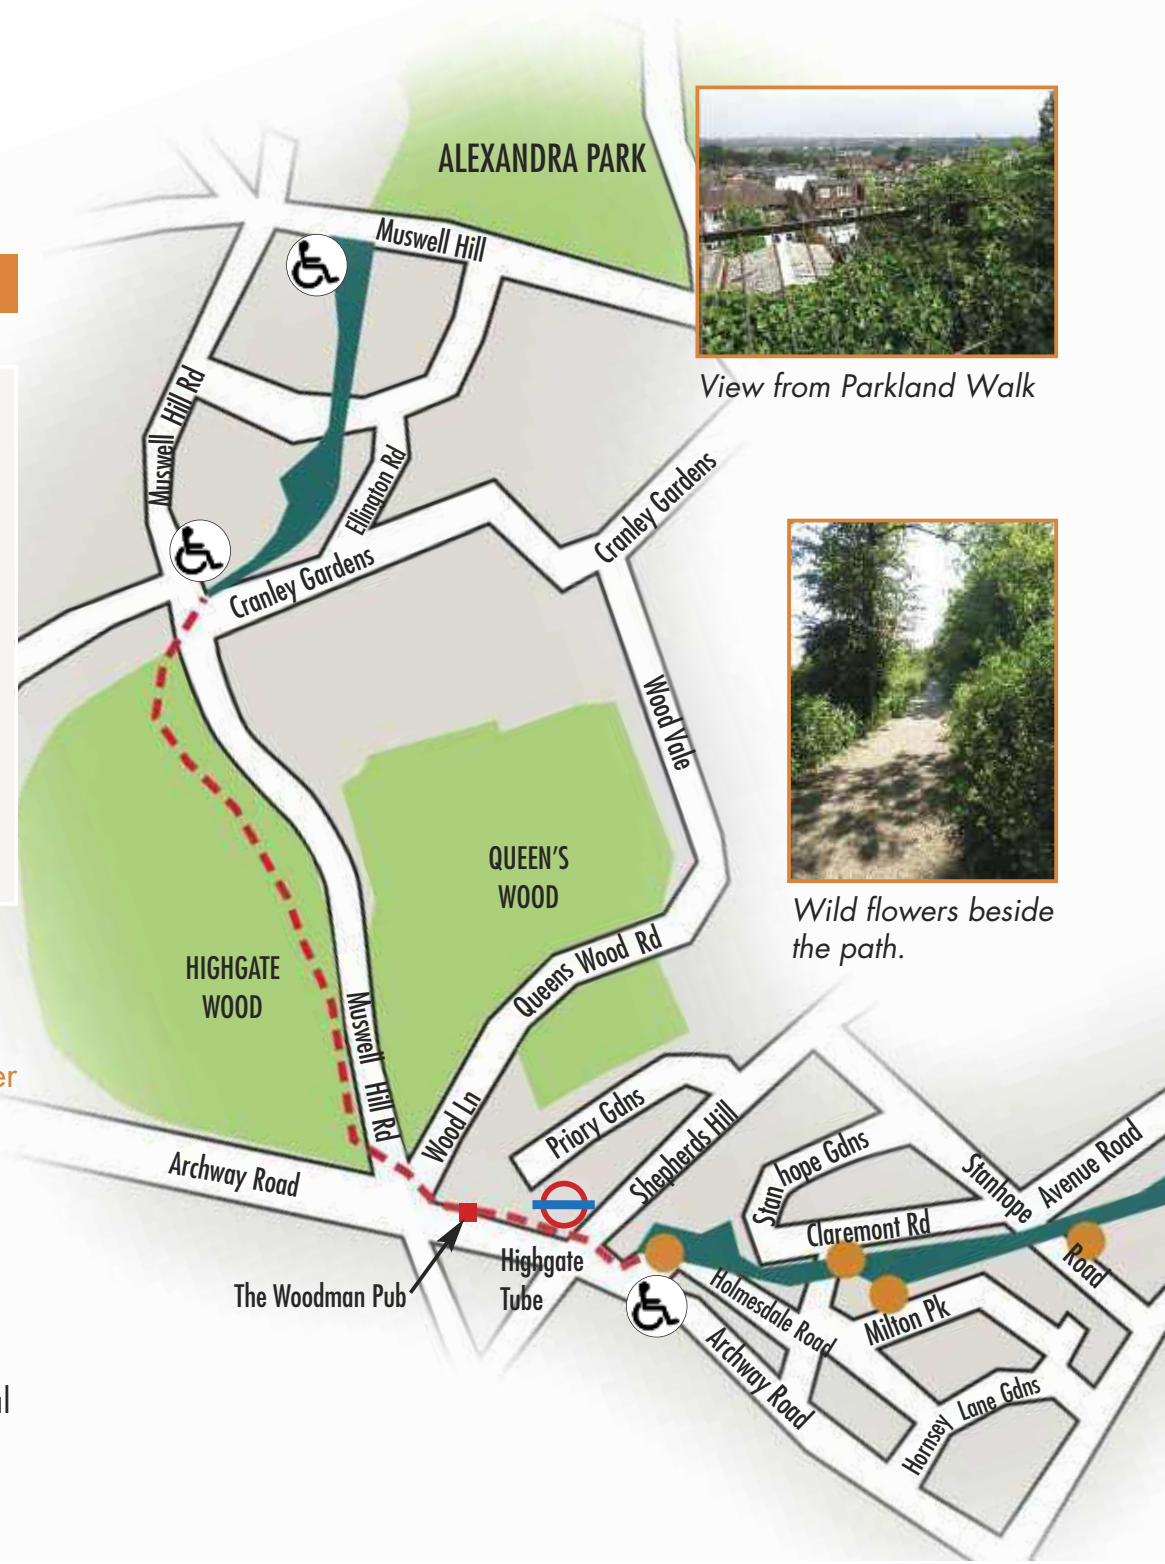 ALEXANDRA PARK
Muswell Hill
View from Parkland Walk
Muswell Hill Rd
Ellington Rd
Cranley Gardens
Cranley Gardens
Wood Vale
QUEEN'S
WOOD
Wild flowers beside
the path.
Queens Wood Rd
HIGHGATE
WOOD
Muswell Hill Rd
er
Wood Ln
Priory Gdns
Shepherds Hill
Archway Road
Stanhope Gdns
Stanhope Road
Avenue Road
Claremont Rd
Highgate
Tube
The Woodman Pub
Holmesdale Road
Milton Pk
Archway Road
Hornsey Lane Gdns
al